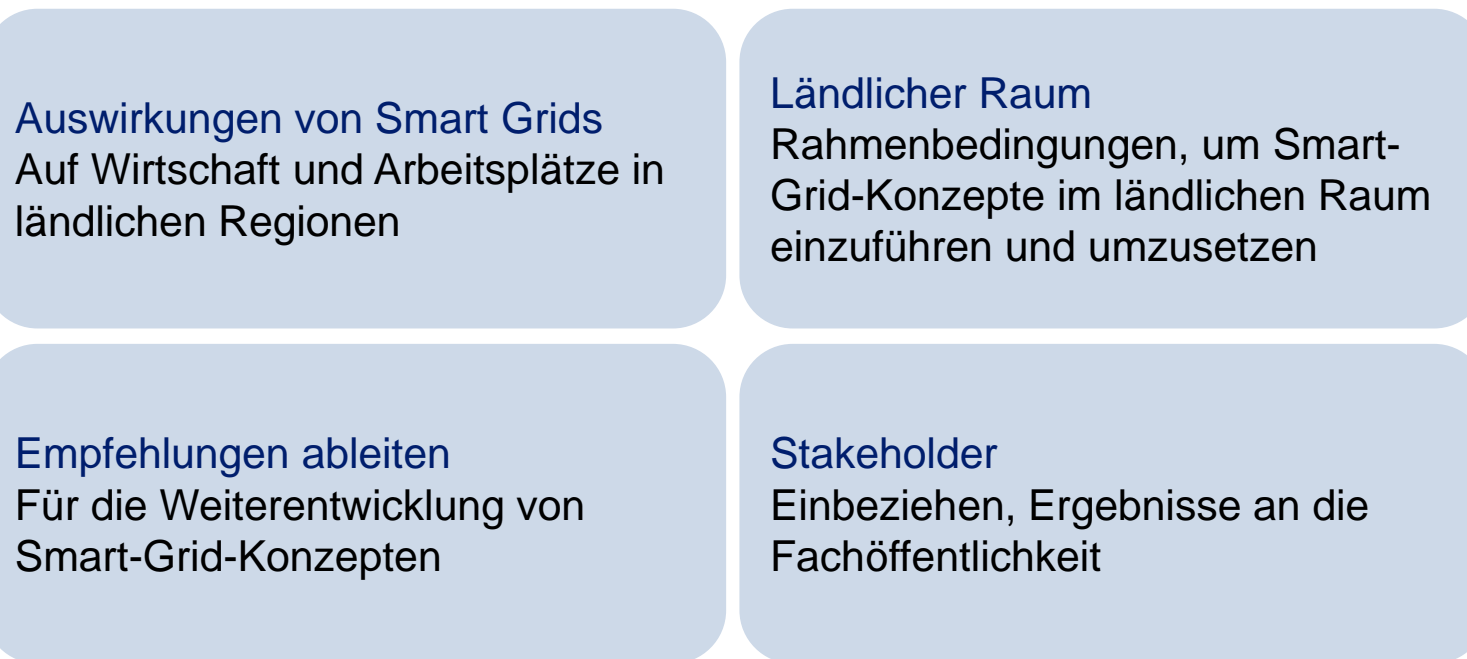 Auswirkungen von Smart Grids
Auf Wirtschaft und Arbeitsplätze in
ländlichen Regionen
Ländlicher Raum
Rahmenbedingungen, um Smart-
Grid-Konzepte im ländlichen Raum
einzuführen und umzusetzen
Empfehlungen ableiten
Für die Weiterentwicklung von
Smart-Grid-Konzepten
Stakeholder
Einbeziehen, Ergebnisse an die
Fachöffentlichkeit